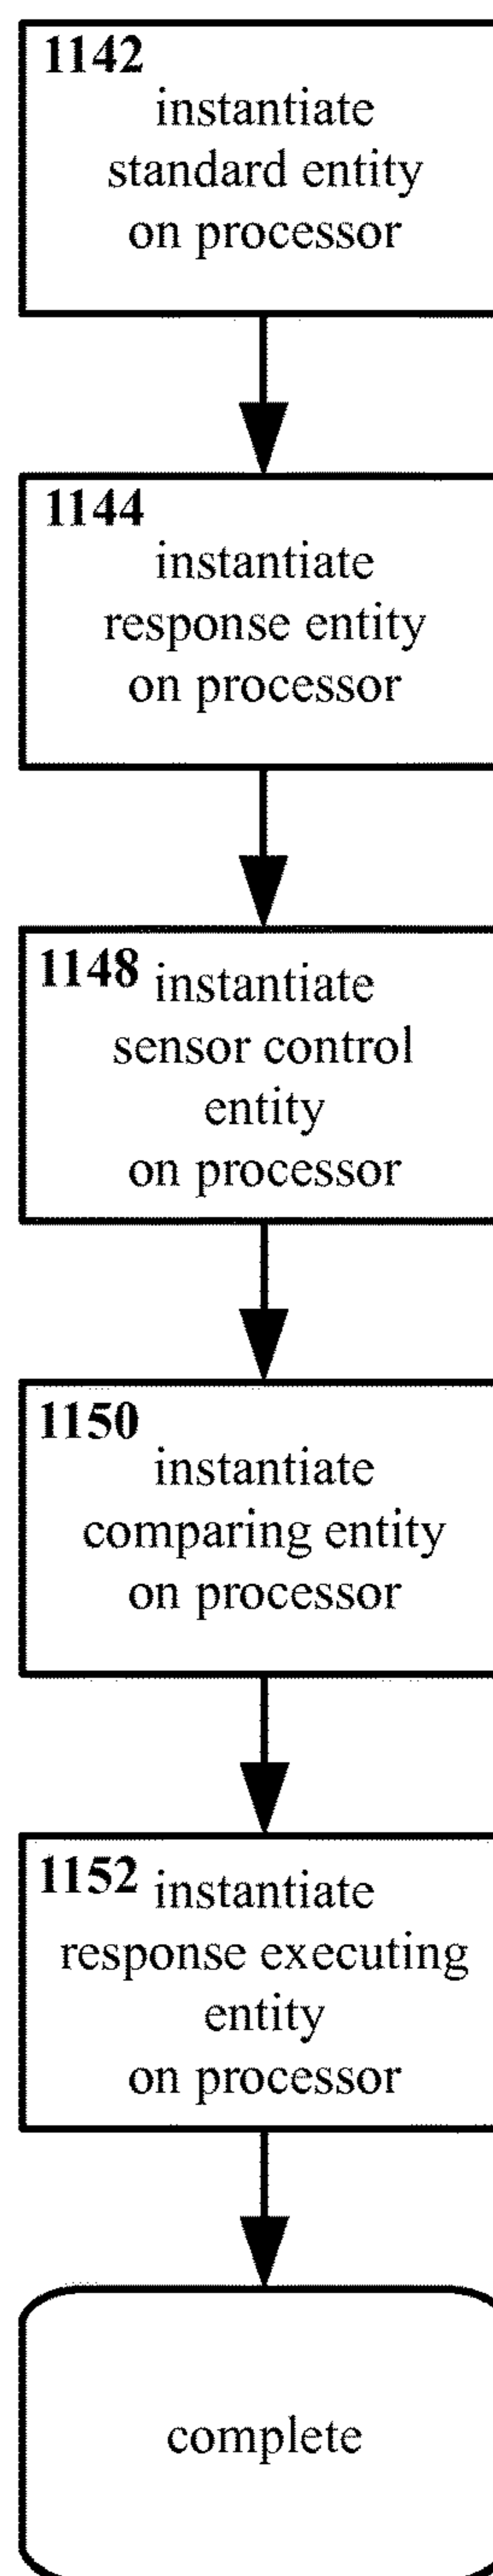 1142
instantiate
standard entity
on processor
1144
instantiate
response entity
on processor
1148 instantiate
sensor control
entity
on processor
1150
instantiate
comparing entity
on processor
1152 instantiate
response executing
entity
on processor
complete